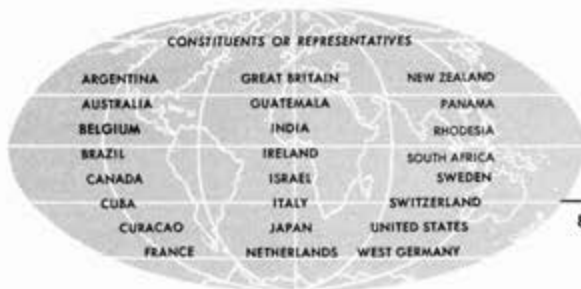 CONSTITUENTS OR REPRESENTATIVES
ARGENTINA GREAT BRITAIN NEW ZEALAND
AUSTRALIA GUATEMALA PANAMA
BELGIUM INDIA RHODESIA
BRAZIL IRELAND SOUTH AFRICA
CANADA ISRAEL SWEDEN
CUBA ITALY SWITZERLAND
CURACAO JAPAN UNITED STATES
FRANCE NETHERLANDS WEST GERMANY